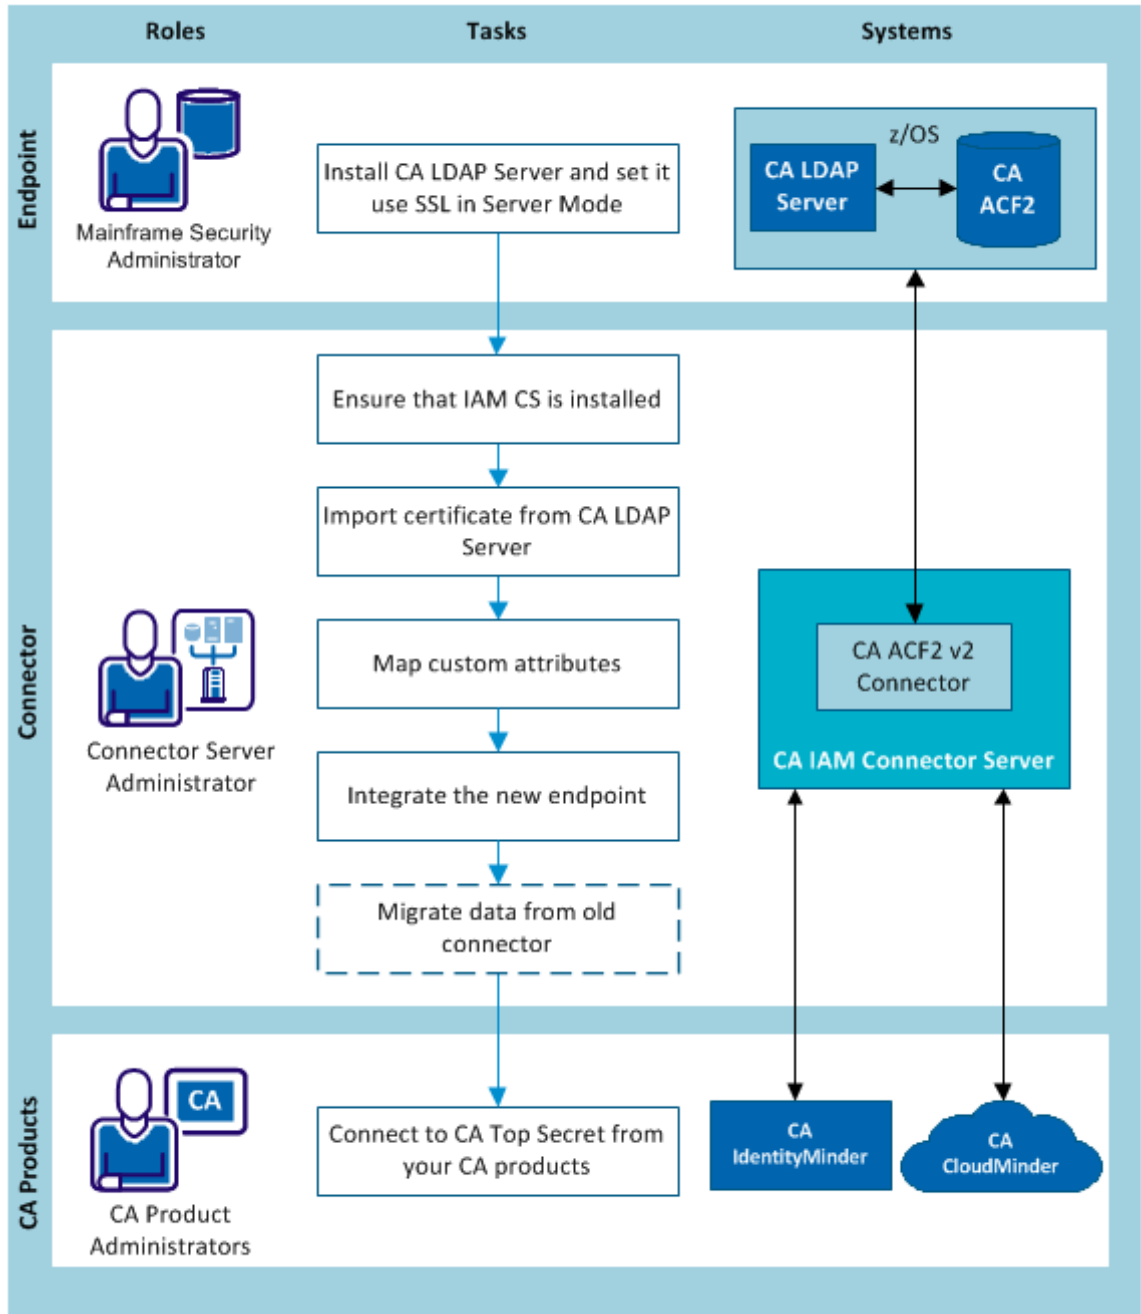 Roles
Tasks
Systems
Endpoint
Mainframe Security
Administrator
Install CA LDAP Server and set it
use SSL in Server Mode
z/OS
CA LDAP
Server
CA
ACF2
Connector
Ensure that IAM CS is installed
Import certificate from CA LDAP
Server
Map custom attributes
Connector Server
Administrator
Integrate the new endpoint
Migrate data from old
connector
CA ACF2 v2
Connector
CA IAM Connector Server
CA Products
CA
CA Product
Administrators
Connect to CA Top Secret from
your CA products
CA
IdentityMinder
CA
CloudMinder